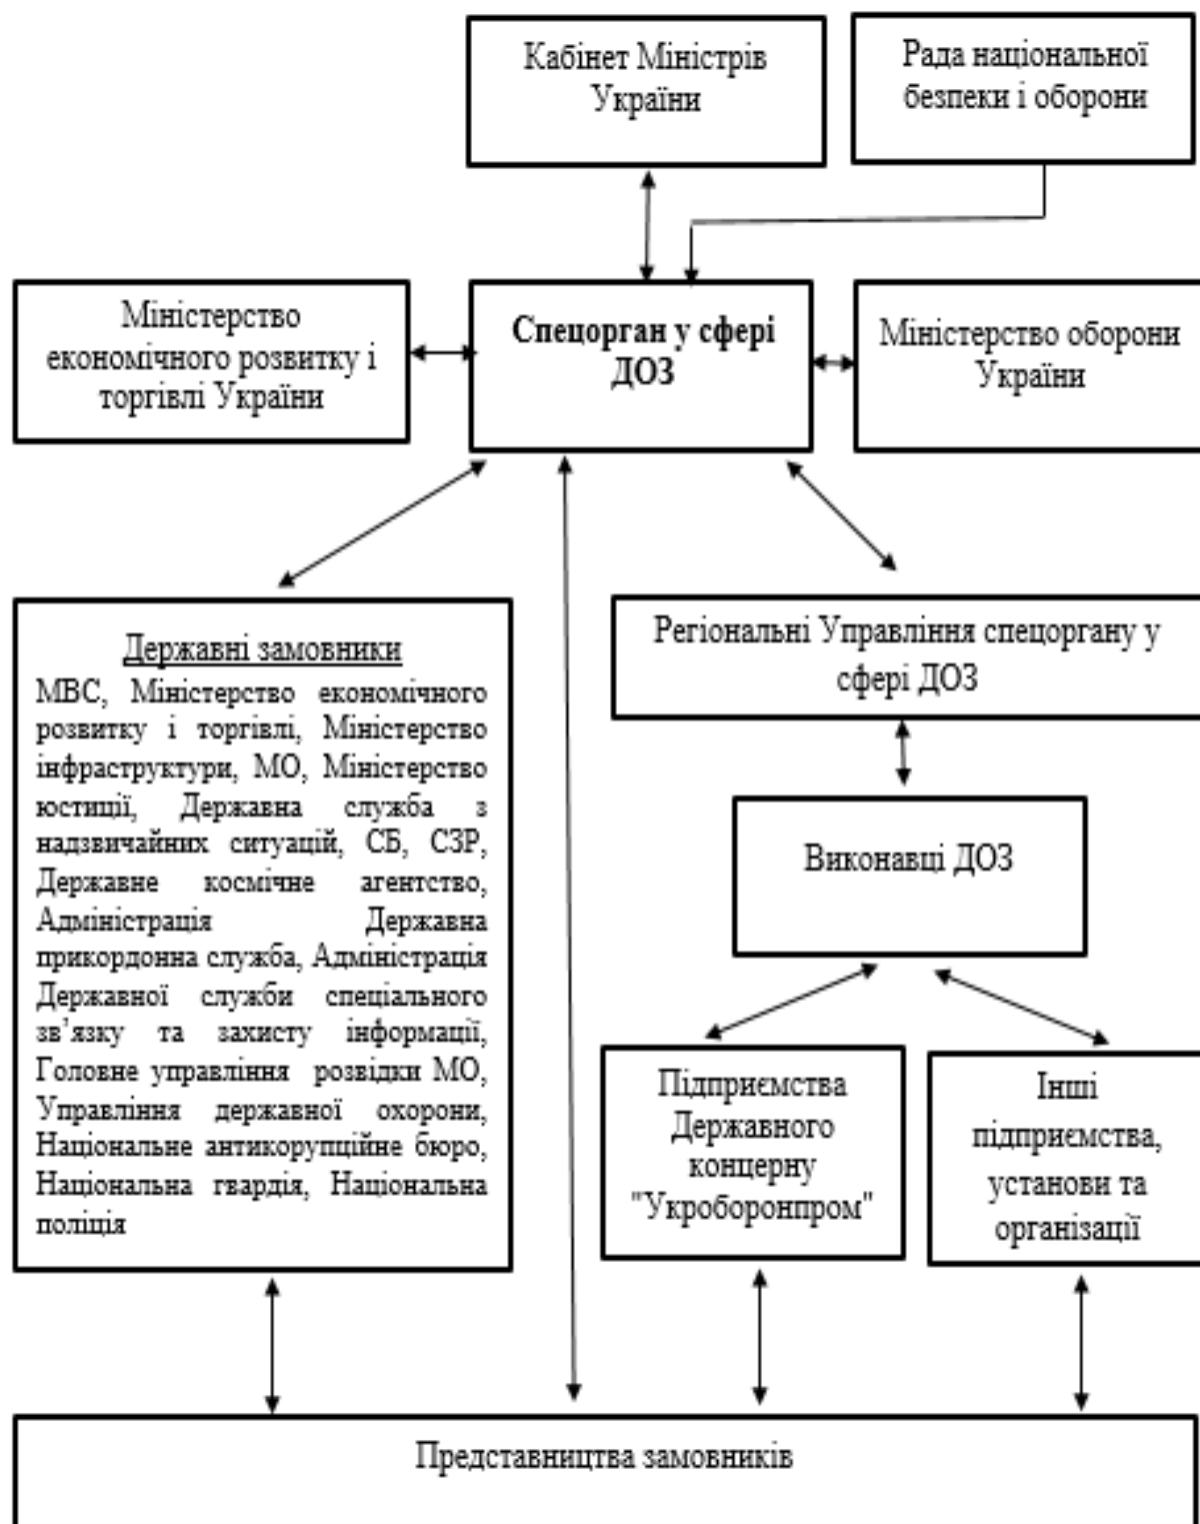 Кабінет Міністрів
України
Рада національної
безпеки і оборони
Міністерство
економічного розвитку і
торгівлі України
Спецорган у сфері
ДОЗ
Міністерство оборони
України
Державні замовники
МВС, Міністерство економічного
розвитку і торгівлі, Міністерство
інфраструктури, МО, Міністерство
юстиції, Державна служба з
надзвичайних ситуацій, СБ, СЗР,
Державне космічне агентство,
Адміністрація Державна
прикордонна служба, Адміністрація
Державної служби спеціального
зв’язку та захисту інформації,
Головне управління розвідки МО,
Управління державної охорони,
Національне антикорупційне бюро,
Національна гвардія, Національна
поліція
Регіональні Управління спецоргану у
сфері ДОЗ
Виконавці ДОЗ
Підприємства
Державного
концерну
"Укроборонпром"
Інші
підприємства,
установи та
організації
Представництва замовників